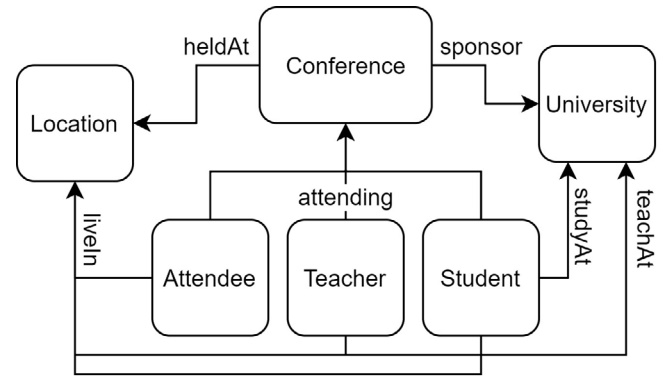 heldAt
sponsor
Conference
Location
University
attending
liveIn
studyAt
teachAt
Attendee
Teacher
Student